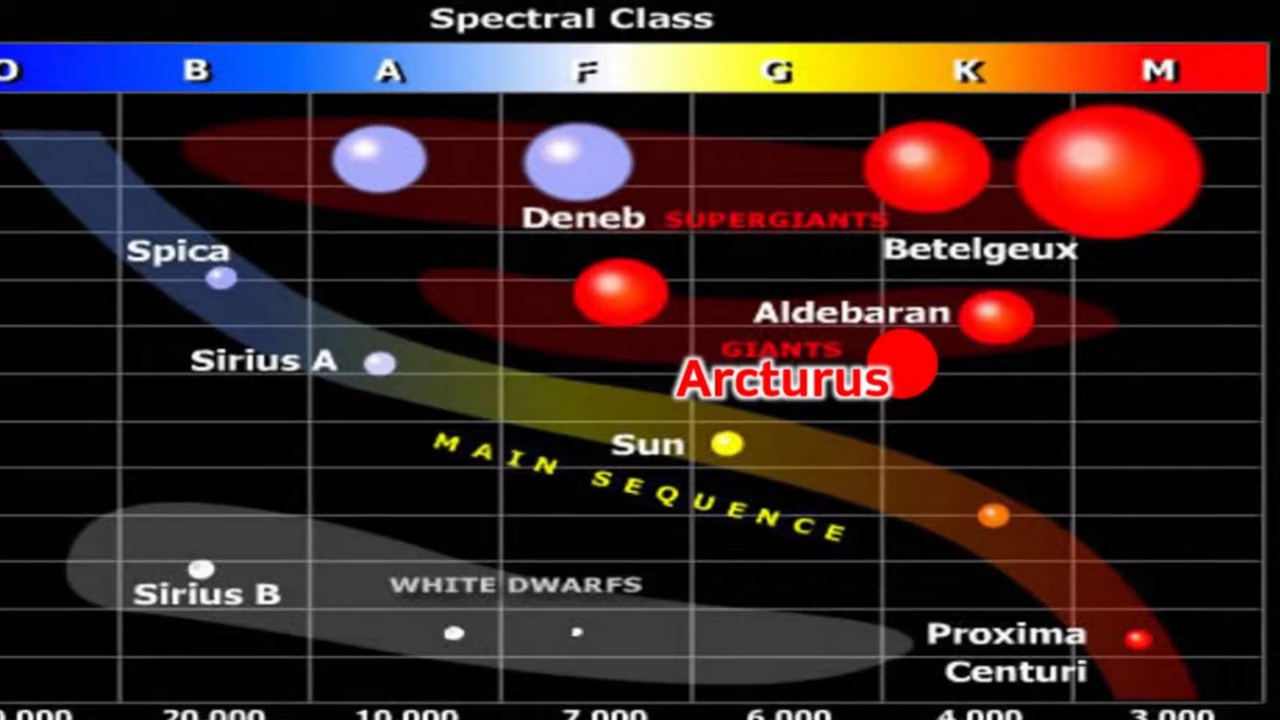 Spectral Class
O B A F G K M
Deneb
SUPERGIANTS
Betelgeux
Spica
Aldebaran
GIANTS
Sirius A
Arcturus
Sun
MAIN SEQUENCE
WHITE DWARFS
Sirius B
Proxima
Centuri
20,000 10,000 7,000 6,000 4,000 3,000